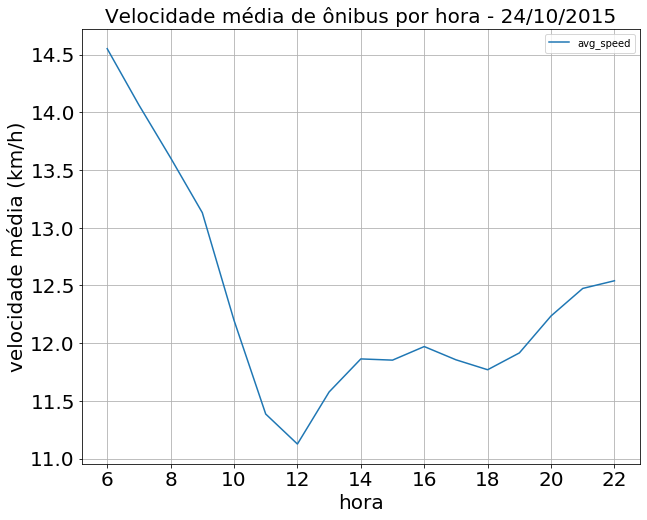 Velocidade média de ônibus por hora - 24/10/2015
avg_speed
velocidade média (km/h)
14.5
14.0
13.5
13.0
12.5
12.0
11.5
11.0
6 8 10 12 14 16 18 20 22
hora